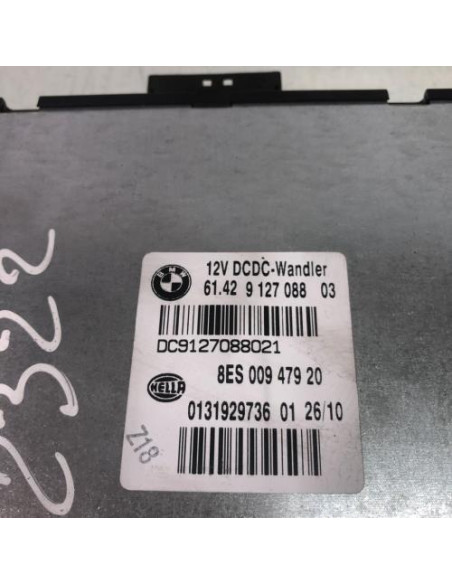 2322
BMW
12V DCDC-Wandler
61.42 9 127 088 03
DC9127088021
HELLA
8ES 009 479 20
0131929736 01 26/10
Z18